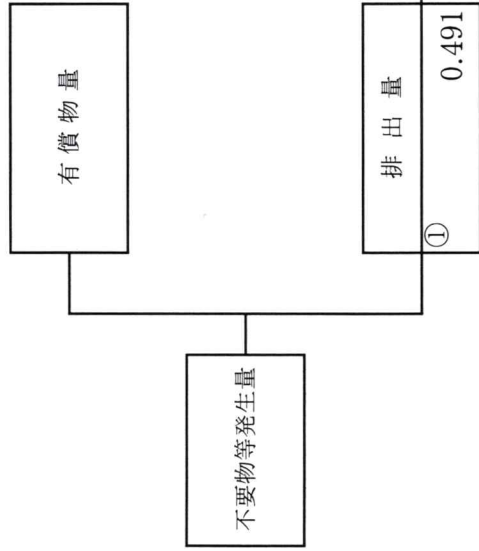 不要物等発生量
有償物量
排出量
①
0.491